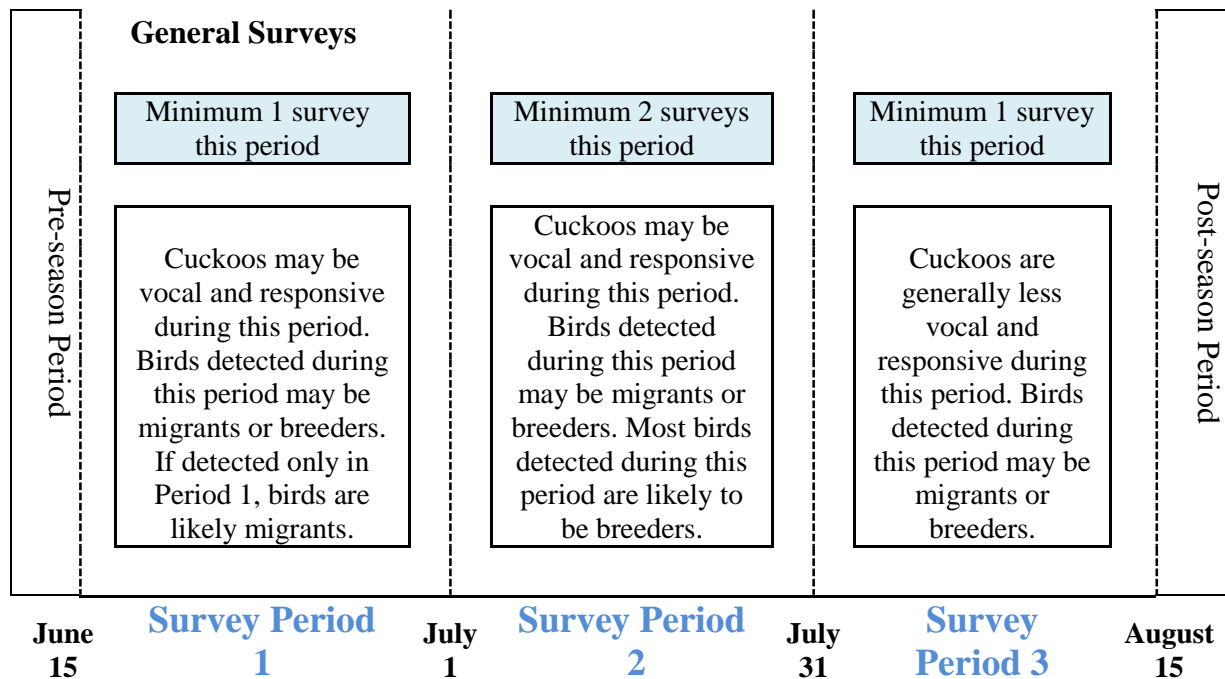 General Surveys
Pre-season Period
Minimum 1 survey
this period
Cuckoos may be
vocal and responsive
during this period.
Birds detected during
this period may be
migrants or breeders.
If detected only in
Period 1, birds are
likely migrants.
Minimum 2 surveys
this period
Cuckoos may be
vocal and responsive
during this period.
Birds detected
during this period
may be migrants or
breeders. Most birds
detected during this
period are likely to
be breeders.
Minimum 1 survey
this period
Cuckoos are
generally less
vocal and
responsive during
this period. Birds
detected during
this period may be
migrants or
breeders.
Post-season Period
June
15
Survey Period
1
July
1
Survey Period
2
July
31
Survey
Period 3
August
15